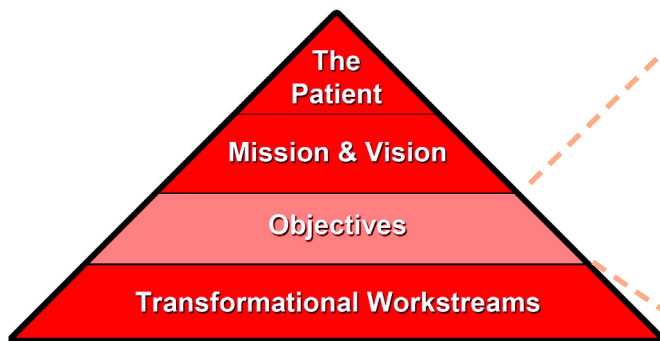 The
Patient
Mission & Vision
Objectives
Transformational Workstreams